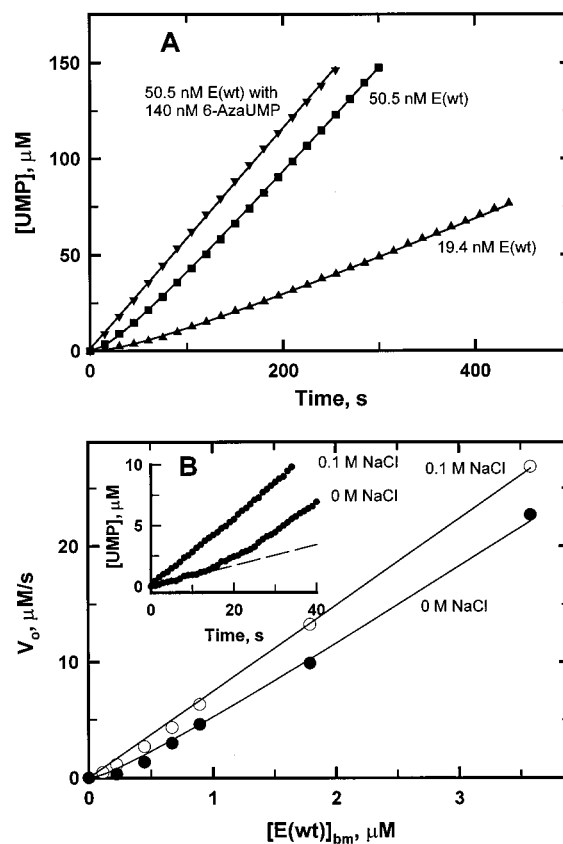 A
150
100
50
0
[UMP], μM
50.5 nM E(wt) with
140 nM 6-AzaUMP
50.5 nM E(wt)
19.4 nM E(wt)
0
200
400
Time, s
B
20
10
0
V₀, μM/s
10
5
0
[UMP], μM
0.1 M NaCl
0 M NaCl
0
20
40
Time, s
0.1 M NaCl
0 M NaCl
0
1
2
3
[E(wt)]bm, μM